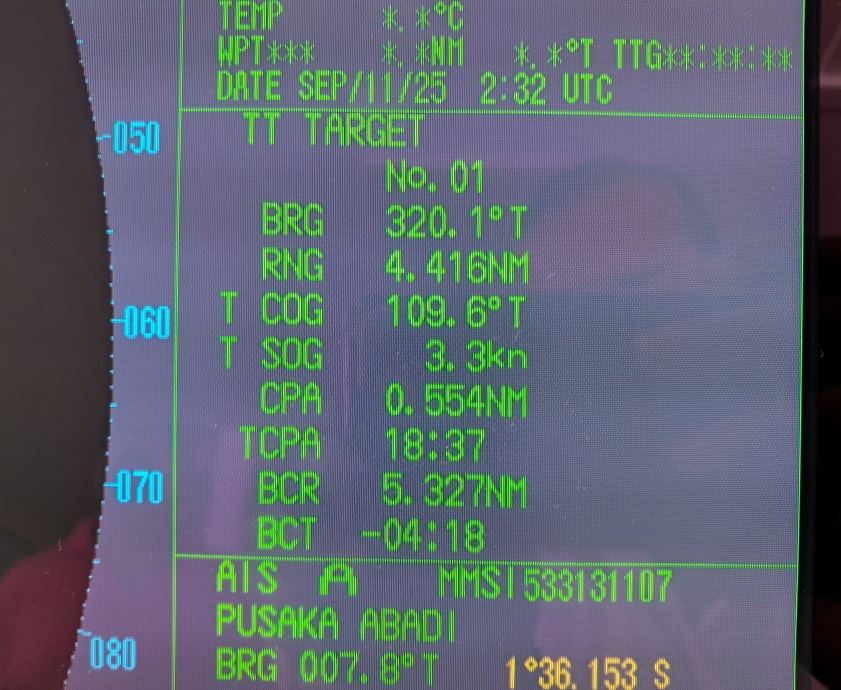 TEMP *.*°C
WPT*** *.*NM *.*°T TTG**:**:**
DATE SEP/11/25 2:32 UTC
TT TARGET
No.01
BRG 320.1°T
RNG 4.416NM
T COG 109.6°T
T SOG 3.3kn
CPA 0.554NM
TCPA 18:37
BCR 5.327NM
BCT -04:18
AIS A MMSI533131107
PUSAKA ABADI
BRG 007.8°T 1°36.153 S
050
060
070
080